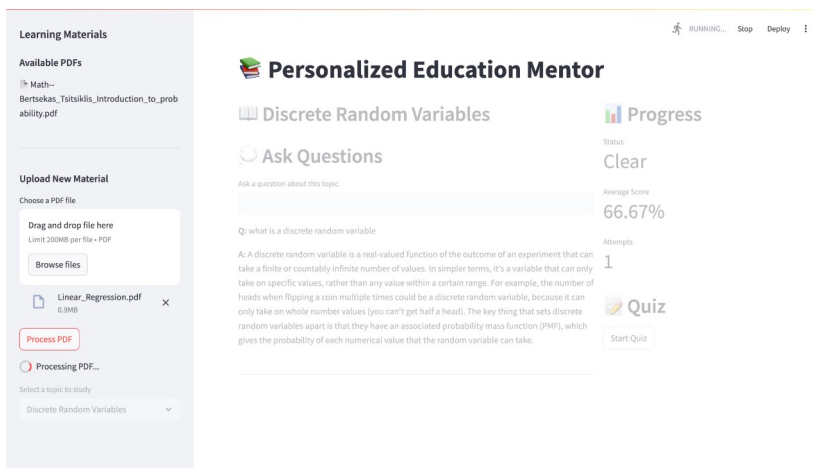 RUNNING... Stop Deploy
Learning Materials
Available PDFs
Math--
Bertsekas_Tsitsiklis_Introduction_to_prob
ability.pdf
Upload New Material
Choose a PDF file
Drag and drop file here
Limit 200MB per file • PDF
Browse files
Linear_Regression.pdf
0.9MB
Process PDF
Processing PDF...
Select a topic to study
Discrete Random Variables
Personalized Education Mentor
Discrete Random Variables
Ask Questions
Ask a question about this topic
Q: what is a discrete random variable
A: A discrete random variable is a real-valued function of the outcome of an experiment that can
take a finite or countably infinite number of values. In simpler terms, it's a variable that can only
take on specific values, rather than any value within a certain range. For example, the number of
heads when flipping a coin multiple times could be a discrete random variable, because it can
only take on whole number values (you can't get half a head). The key thing that sets discrete
random variables apart is that they have an associated probability mass function (PMF), which
gives the probability of each numerical value that the random variable can take.
Progress
Status
Clear
Average Score
66.67%
Attempts
1
Quiz
Start Quiz